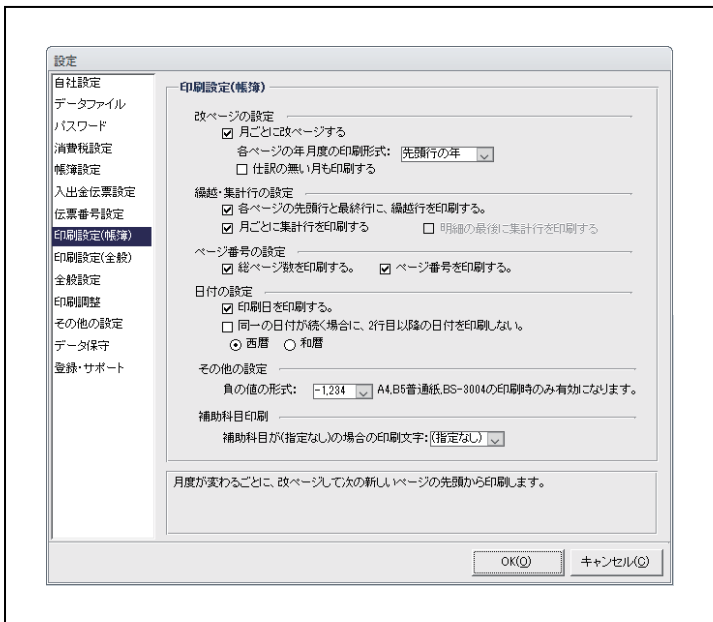 設定
自社設定
データファイル
パスワード
消費税設定
帳簿設定
入出金伝票設定
伝票番号設定
印刷設定(帳簿)
印刷設定(全般)
全般設定
印刷調整
その他の設定
データ保守
登録・サポート
印刷設定(帳簿)
改ページの設定
月ごとに改ページする
各ページの年月度の印刷形式: 先頭行の年
仕訳の無い月も印刷する
繰越・集計行の設定
各ページの先頭行と最終行に、繰越行を印刷する。
月ごとに集計行を印刷する 明細の最後に集計行を印刷する
ページ番号の設定
総ページ数を印刷する。 ページ番号を印刷する。
日付の設定
印刷日を印刷する。
同一の日付が続く場合に、2行目以降の日付を印刷しない。
西暦 和暦
その他の設定
負の値の形式: -1,234 A4,B5普通紙,BS-3004の印刷時のみ有効になります。
補助科目印刷
補助科目が(指定なし)の場合の印刷文字: (指定なし)
月度が変わるごとに、改ページして次の新しいページの先頭から印刷します。
OK(O) キャンセル(C)